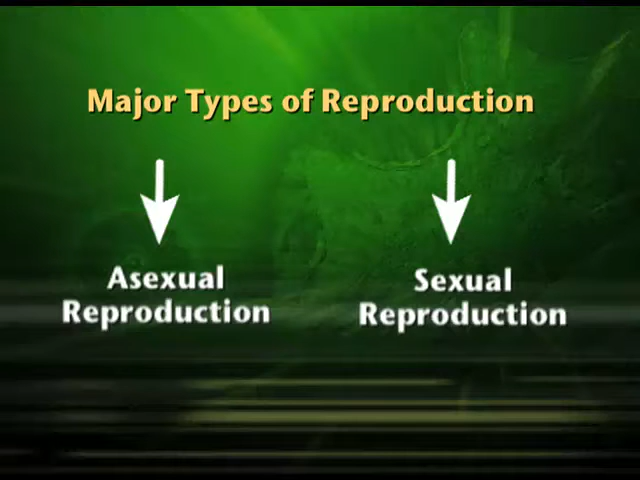 Major Types of Reproduction
Asexual
Reproduction
Sexual
Reproduction